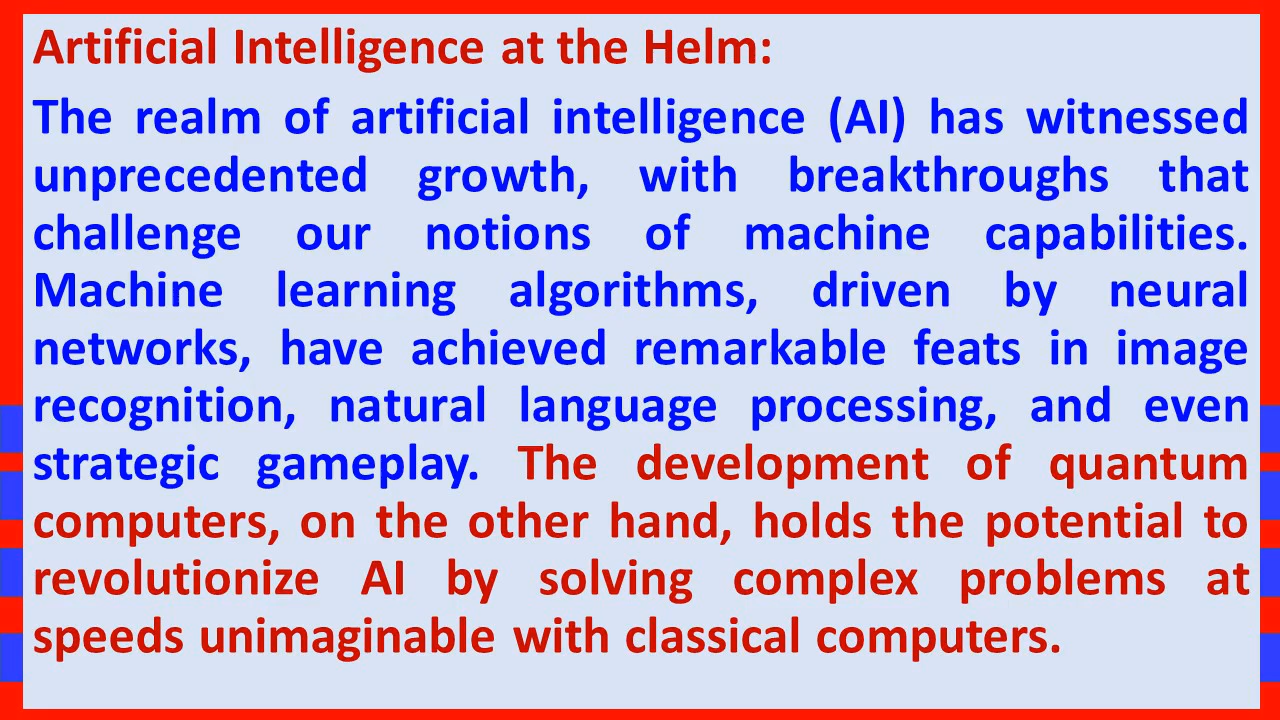 Artificial Intelligence at the Helm:
The realm of artificial intelligence (AI) has witnessed
unprecedented growth, with breakthroughs that
challenge our notions of machine capabilities.
Machine learning algorithms, driven by neural
networks, have achieved remarkable feats in image
recognition, natural language processing, and even
strategic gameplay. The development of quantum
computers, on the other hand, holds the potential to
revolutionize AI by solving complex problems at
speeds unimaginable with classical computers.